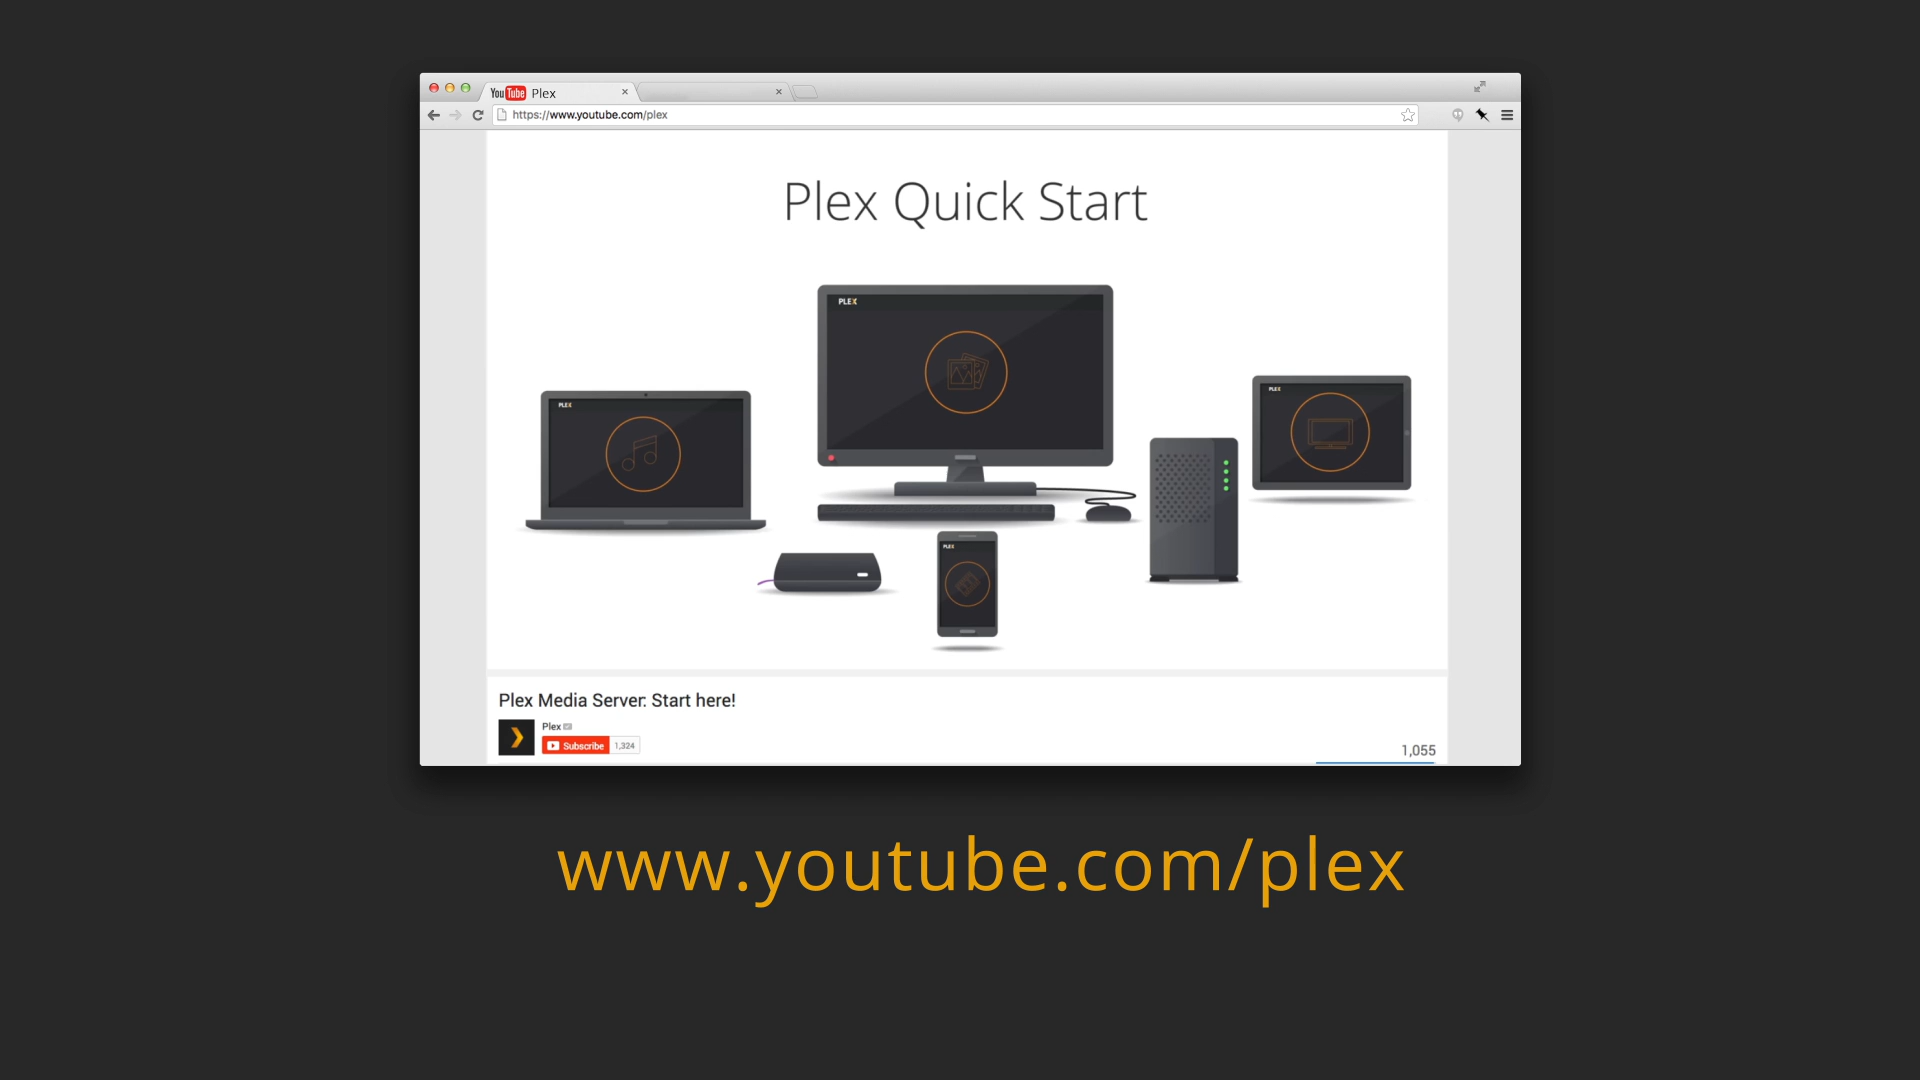 YouTube Plex
https://www.youtube.com/plex
Plex Quick Start
PLEX
PLEX
PLEX
PLEX
Plex Media Server: Start here!
Plex
Subscribe 1,324
1,055
www.youtube.com/plex